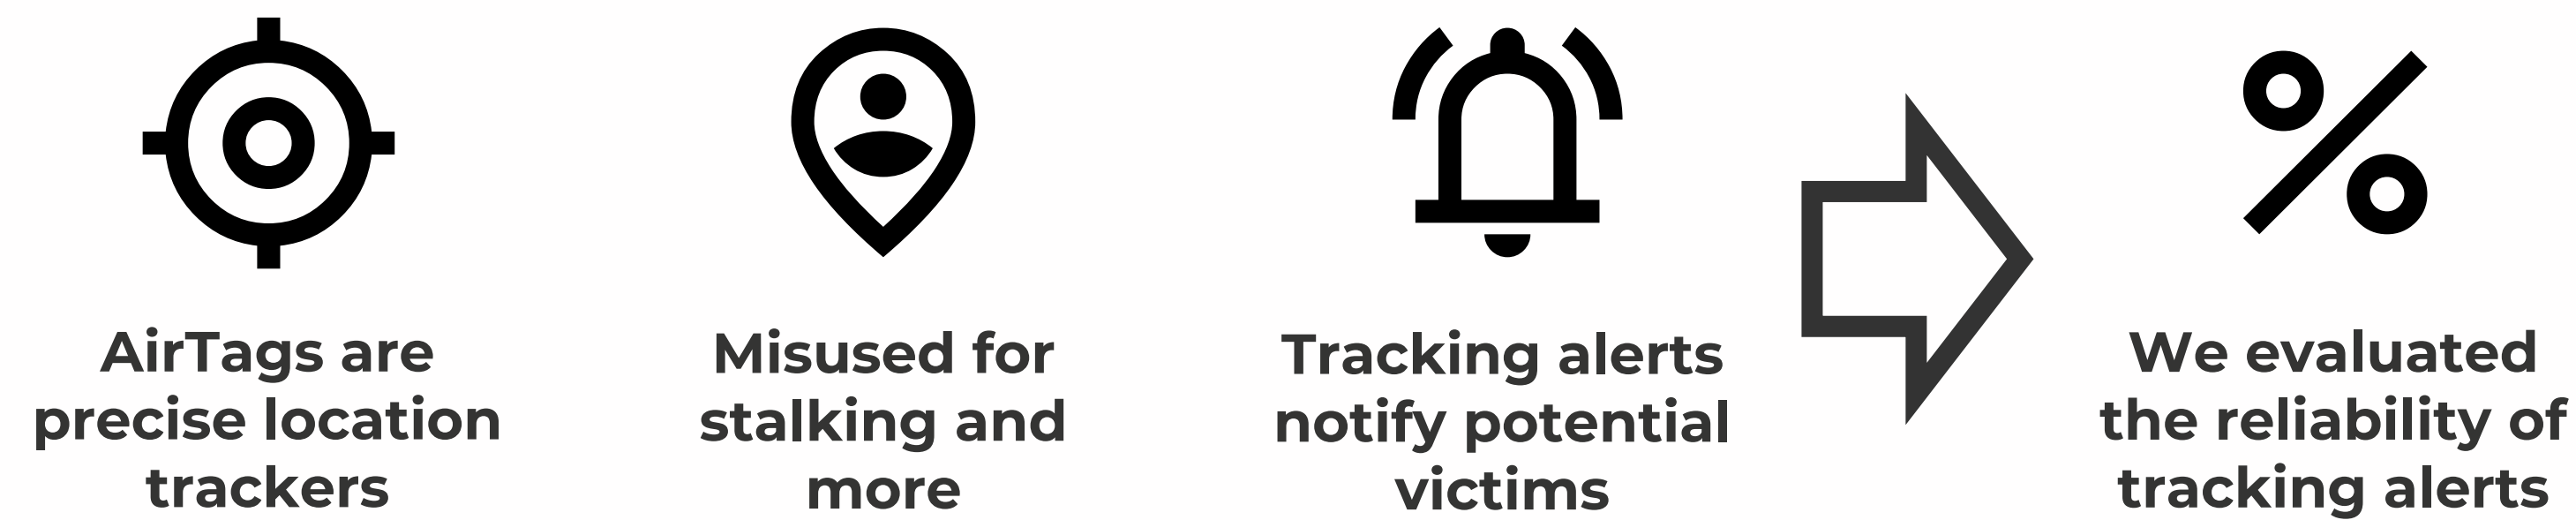 AirTags are
precise location
trackers
Misused for
stalking and
more
Tracking alerts
notify potential
victims
We evaluated
the reliability of
tracking alerts